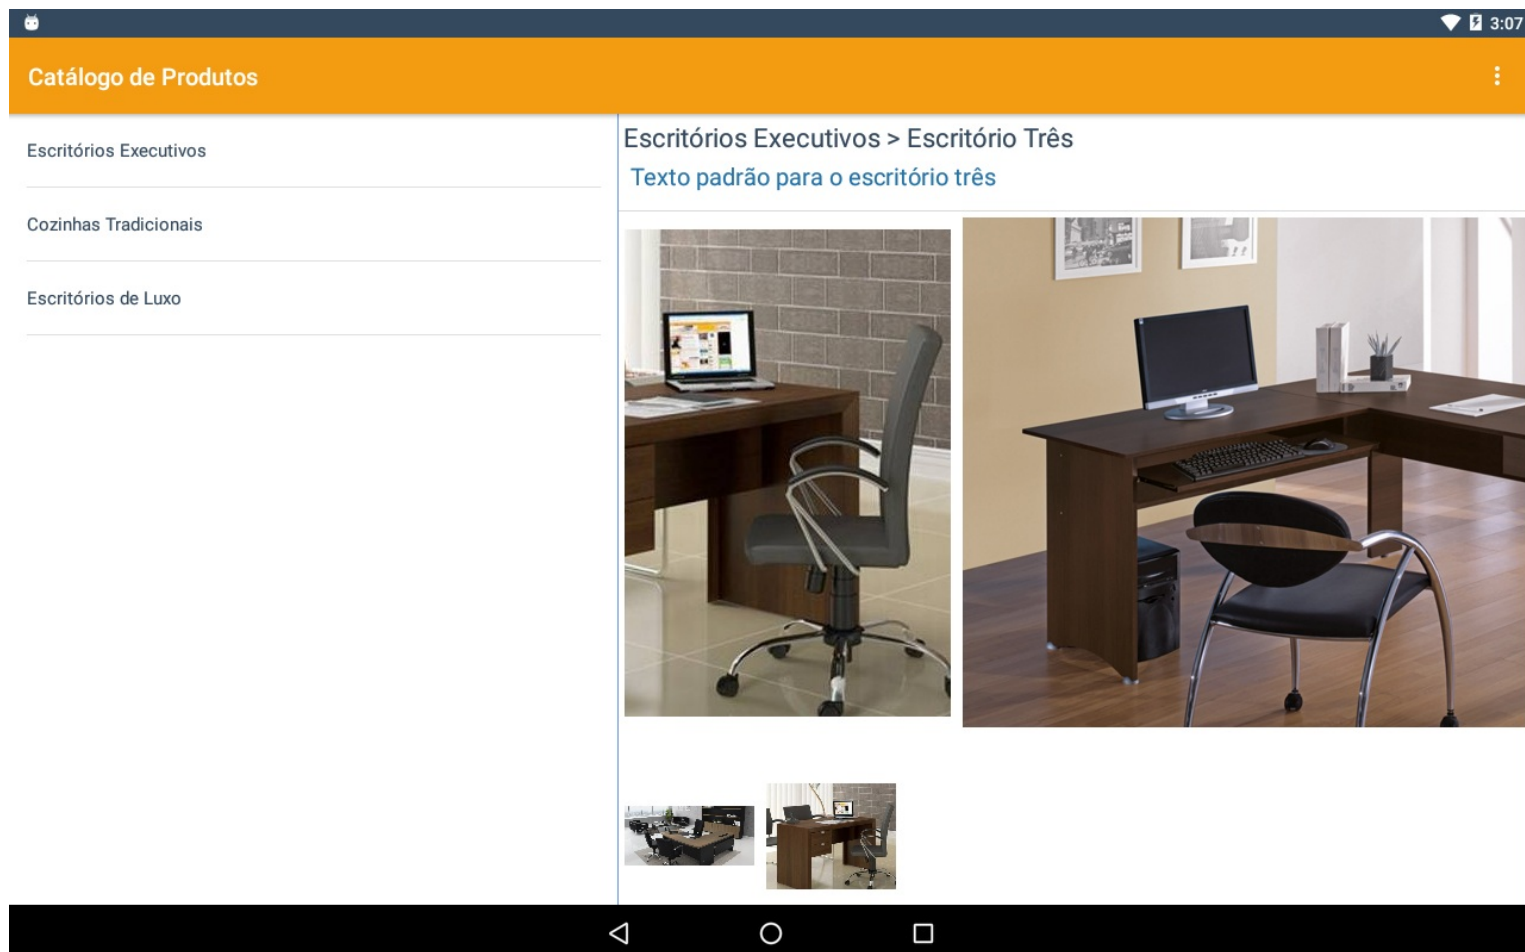 3:07
Catálogo de Produtos
Escritórios Executivos
Cozinhas Tradicionais
Escritórios de Luxo
Escritórios Executivos > Escritório Três
Texto padrão para o escritório três